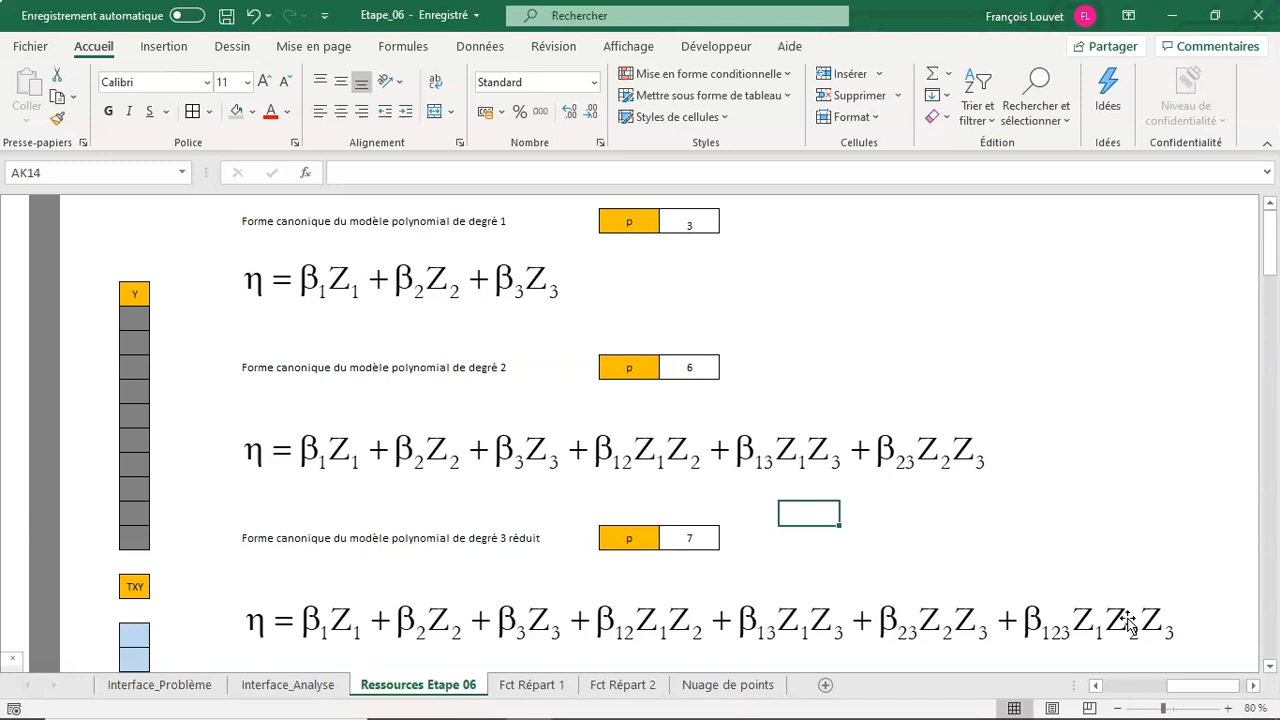 Enregistrement automatique Etape_06 - Enregistré Rechercher François Louvet FL
Fichier Accueil Insertion Dessin Mise en page Formules Données Révision Affichage Développeur Aide Partager Commentaires
Coller Calibri 11 Standard Mise en forme conditionnelle Insérer Σ Trier et filtrer Rechercher et sélectionner Idées Niveau de confidentialité
G I S % 000 Mettre sous forme de tableau Supprimer
Styles de cellules Format
Presse-papiers Police Alignement Nombre Styles Cellules Édition Idées Confidentialité
AK14 fx
Forme canonique du modèle polynomial de degré 1 p 3
η = β₁Z₁ + β₂Z₂ + β₃Z₃
Y
Forme canonique du modèle polynomial de degré 2 p 6
η = β₁Z₁ + β₂Z₂ + β₃Z₃ + β₁₂Z₁Z₂ + β₁₃Z₁Z₃ + β₂₃Z₂Z₃
Forme canonique du modèle polynomial de degré 3 réduit p 7
TXY
η = β₁Z₁ + β₂Z₂ + β₃Z₃ + β₁₂Z₁Z₂ + β₁₃Z₁Z₃ + β₂₃Z₂Z₃ + β₁₂₃Z₁Z₂Z₃
Interface_Problème Interface_Analyse Ressources Etape 06 Fct Répart 1 Fct Répart 2 Nuage de points
80 %